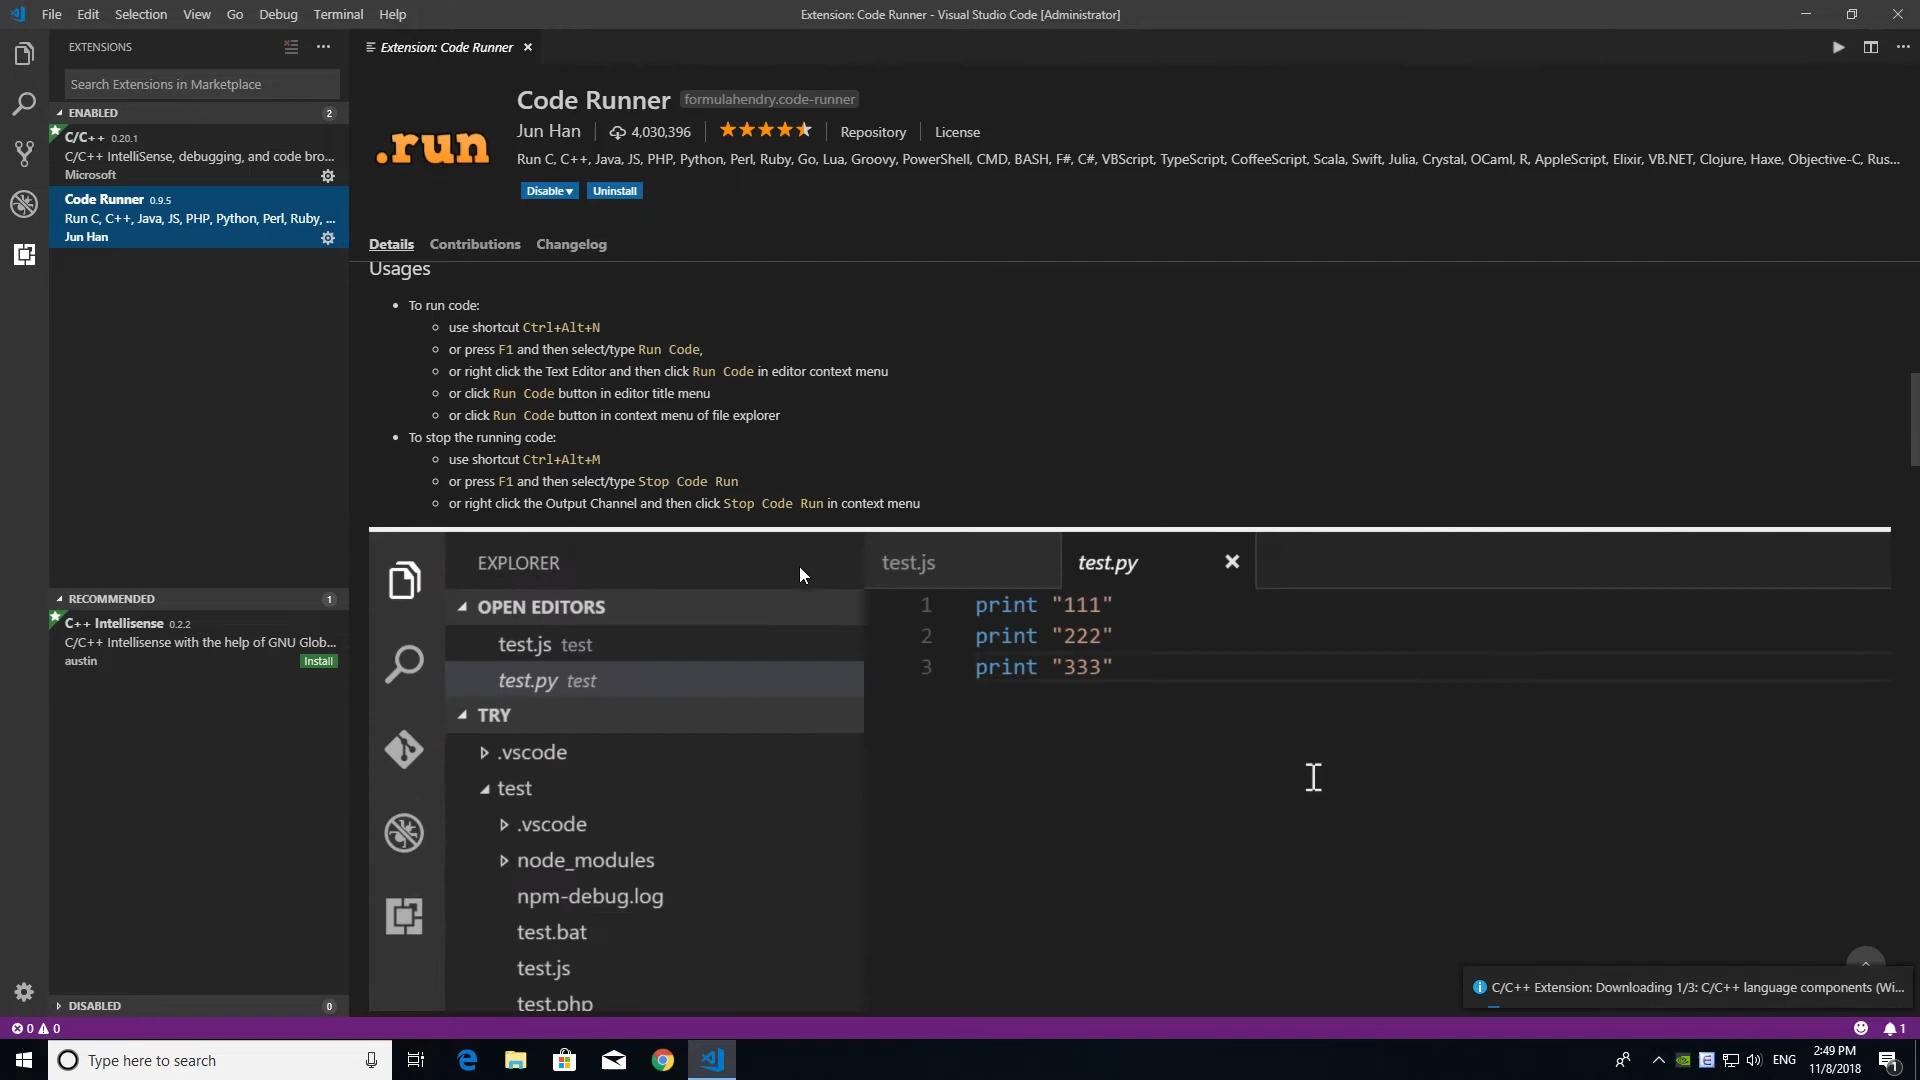 File Edit Selection View Go Debug Terminal Help
Extension: Code Runner - Visual Studio Code [Administrator]
EXTENSIONS
Extension: Code Runner
Search Extensions in Marketplace
ENABLED 2
C/C++ 0.20.1
C/C++ IntelliSense, debugging, and code bro...
Microsoft
Code Runner 0.9.5
Run C, C++, Java, JS, PHP, Python, Perl, Ruby, ...
Jun Han
RECOMMENDED 1
C++ Intellisense 0.2.2
C/C++ Intellisense with the help of GNU Glob...
austin Install
DISABLED 0
Code Runner formulahendry.code-runner
.run
Jun Han 4,030,396 Repository License
Run C, C++, Java, JS, PHP, Python, Perl, Ruby, Go, Lua, Groovy, PowerShell, CMD, BASH, F#, C#, VBScript, TypeScript, CoffeeScript, Scala, Swift, Julia, Crystal, OCaml, R, AppleScript, Elixir, VB.NET, Clojure, Haxe, Objective-C, Rus...
Disable Uninstall
Details Contributions Changelog
Usages
• To run code:
use shortcut Ctrl+Alt+N
or press F1 and then select/type Run Code,
or right click the Text Editor and then click Run Code in editor context menu
or click Run Code button in editor title menu
or click Run Code button in context menu of file explorer
• To stop the running code:
use shortcut Ctrl+Alt+M
or press F1 and then select/type Stop Code Run
or right click the Output Channel and then click Stop Code Run in context menu
EXPLORER
OPEN EDITORS
test.js test
test.py test
TRY
.vscode
test
.vscode
node_modules
npm-debug.log
test.bat
test.js
test.php
test.js test.py
1 print "111"
2 print "222"
3 print "333"
C/C++ Extension: Downloading 1/3: C/C++ language components (Wi...
0 0
1
Type here to search
ENG
2:49 PM
11/8/2018
1